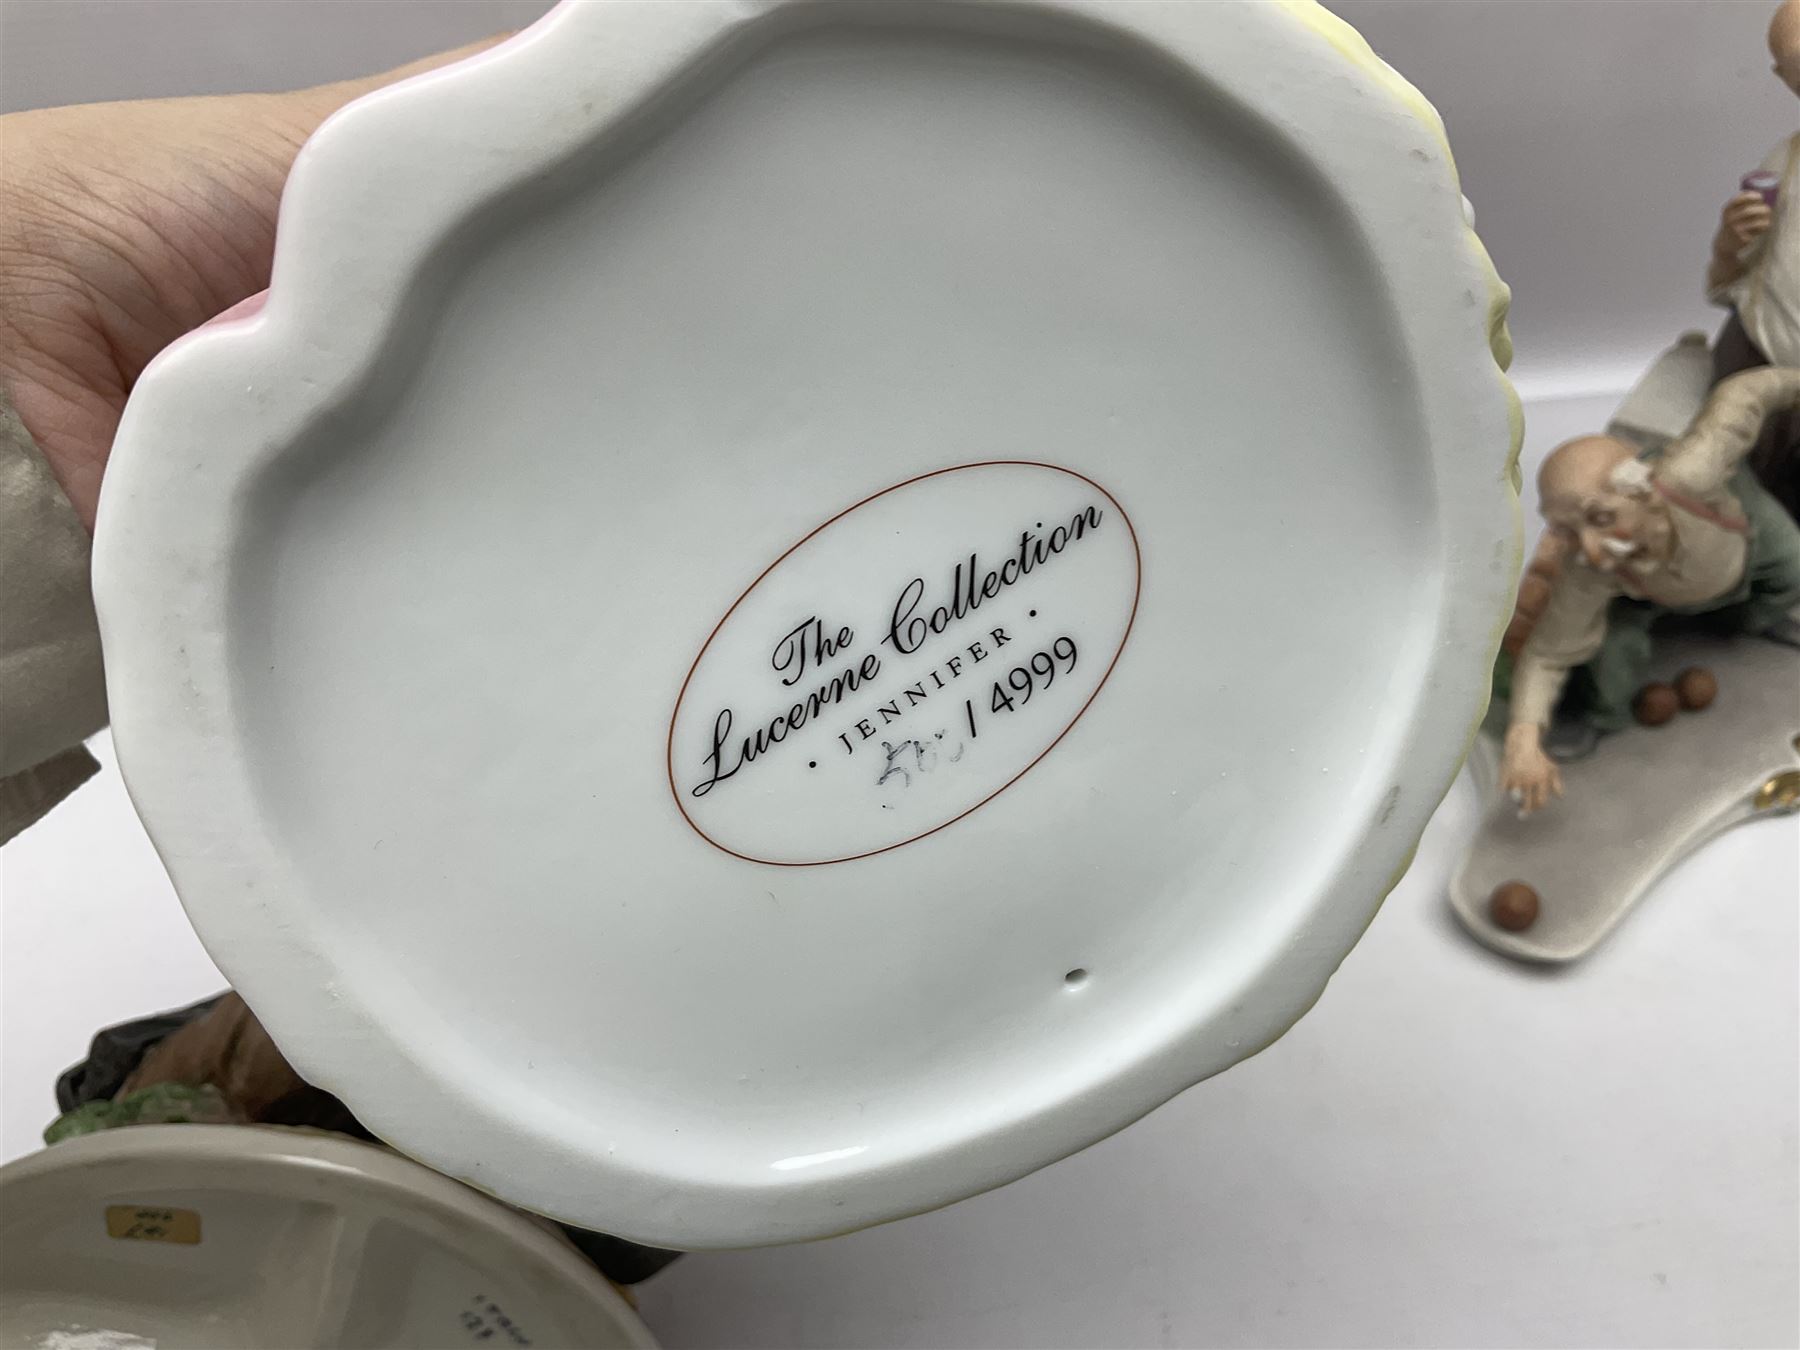 The
Lucerne Collection
· JENNIFER ·
/ 4999